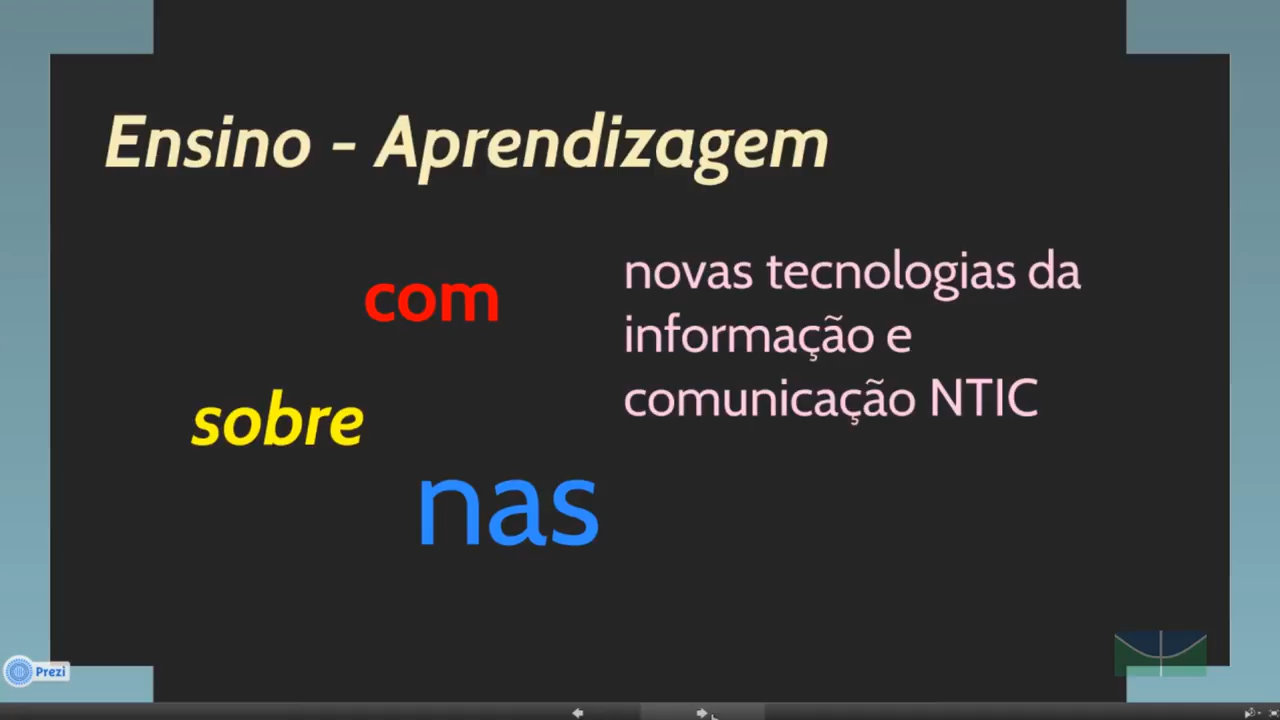 Ensino - Aprendizagem
com
sobre
nas
novas tecnologias da
informação e
comunicação NTIC
Prezi